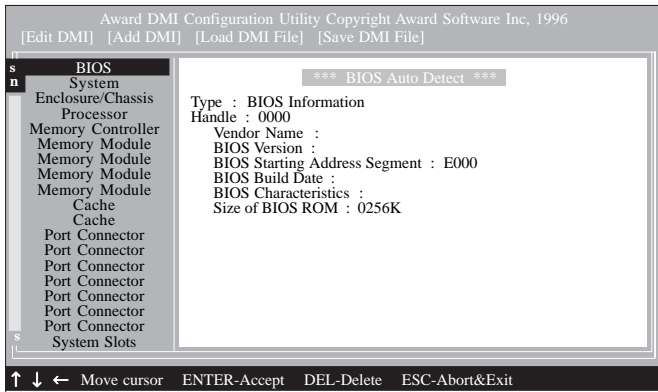 Award DMI Configuration Utility Copyright Award Software Inc, 1996
[Edit DMI] [Add DMI] [Load DMI File] [Save DMI File]
s
n
BIOS
System
Enclosure/Chassis
Processor
Memory Controller
Memory Module
Memory Module
Memory Module
Memory Module
Cache
Cache
Port Connector
Port Connector
Port Connector
Port Connector
Port Connector
Port Connector
Port Connector
System Slots
s
*** BIOS Auto Detect ***
Type : BIOS Information
Handle : 0000
Vendor Name :
BIOS Version :
BIOS Starting Address Segment : E000
BIOS Build Date :
BIOS Characteristics :
Size of BIOS ROM : 0256K
↑ ↓ ← Move cursor ENTER-Accept DEL-Delete ESC-Abort&Exit